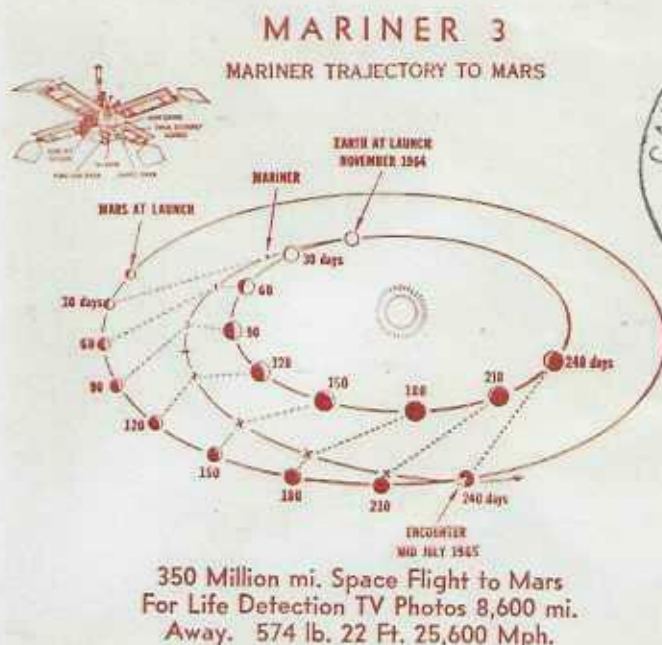 MARINER 3
MARINER TRAJECTORY TO MARS
EARTH AT LAUNCH
NOVEMBER 1964
MARINER
MARS AT LAUNCH
30 days
30 days
60
60
90
90
120
120
150
150
180
180
210
210
240 days
240 days
ENCOUNTER
MID JULY 1965
350 Million mi. Space Flight to Mars
For Life Detection TV Photos 8,600 mi.
Away. 574 lb. 22 Ft. 25,600 Mph.